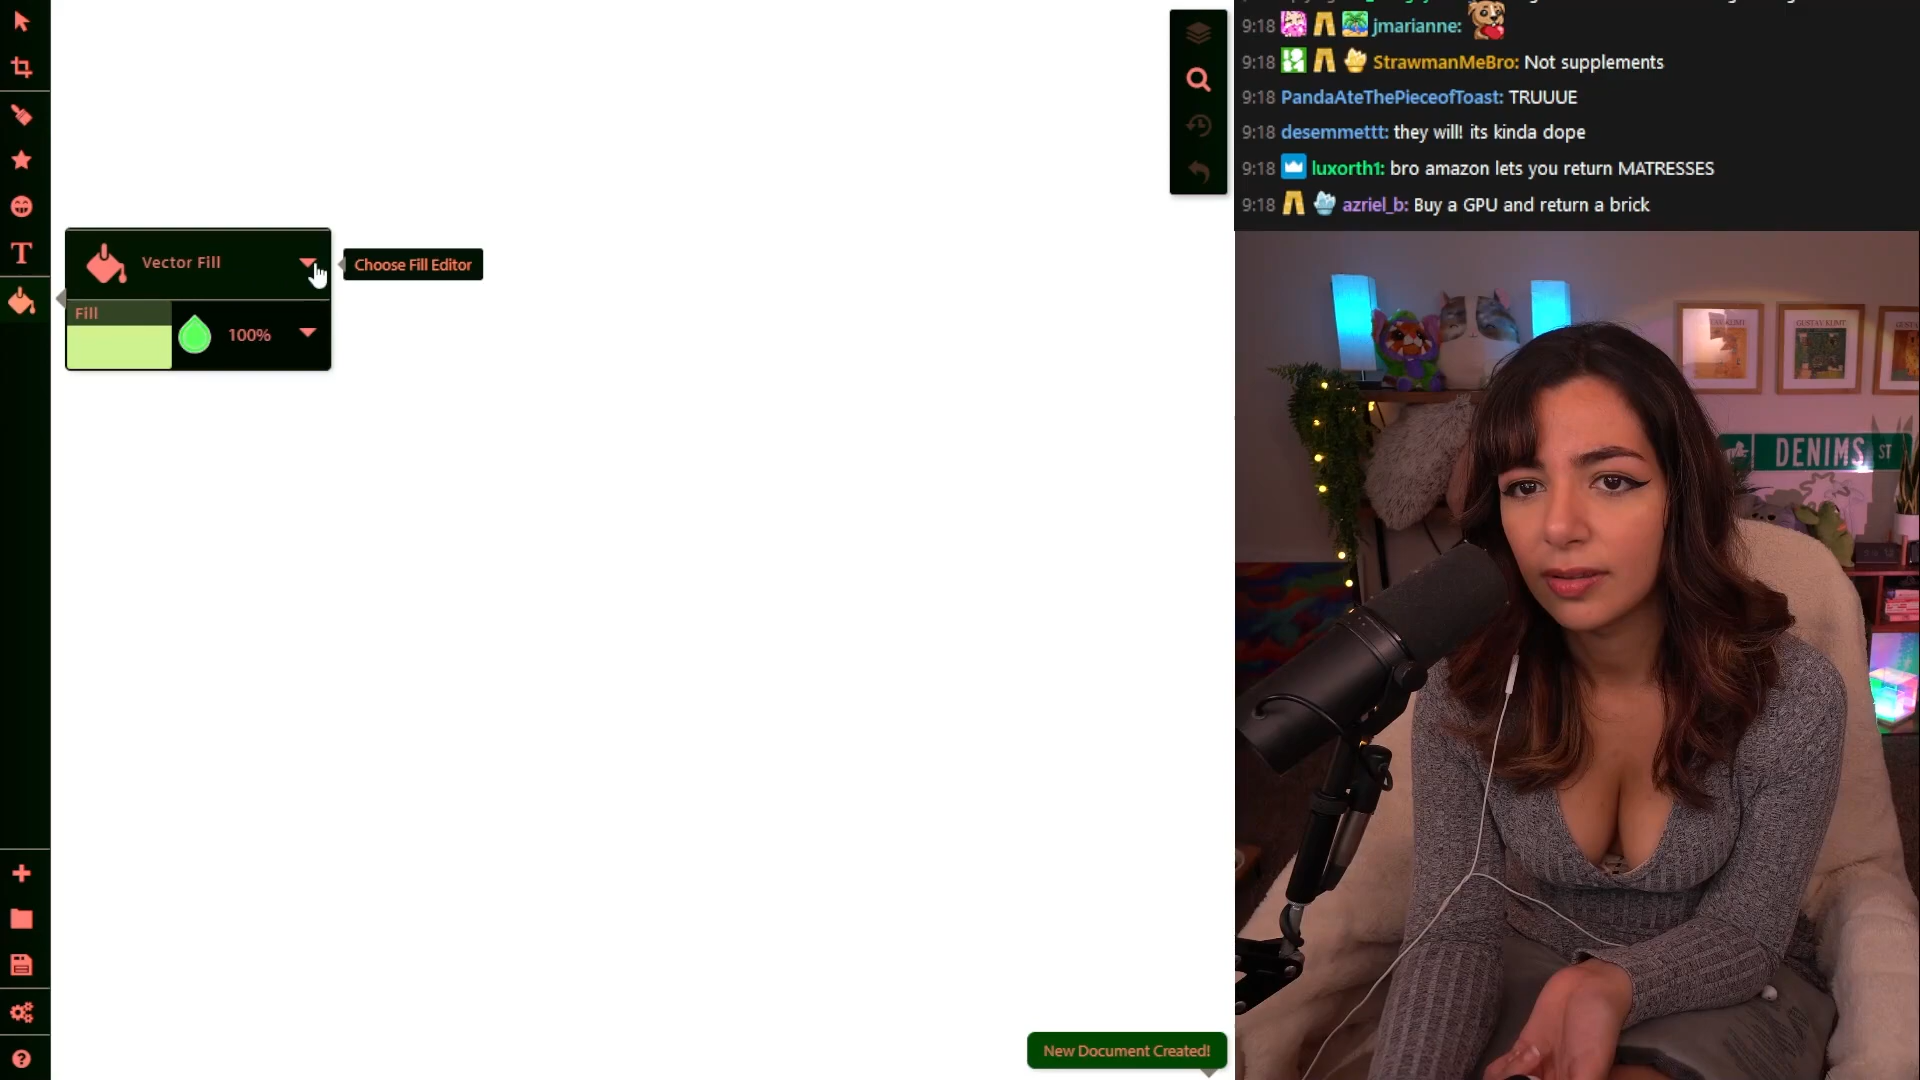 9:18 jmarianne:
9:18 StrawmanMeBro: Not supplements
9:18 PandaAteThePieceofToast: TRUUUE
9:18 desemmettt: they will! its kinda dope
9:18 luxorth1: bro amazon lets you return MATRESSES
9:18 azriel_b: Buy a GPU and return a brick
T
Vector Fill
Choose Fill Editor
Fill
100%
GUSTAV KLIMT
DENIMS ST
New Document Created!
?